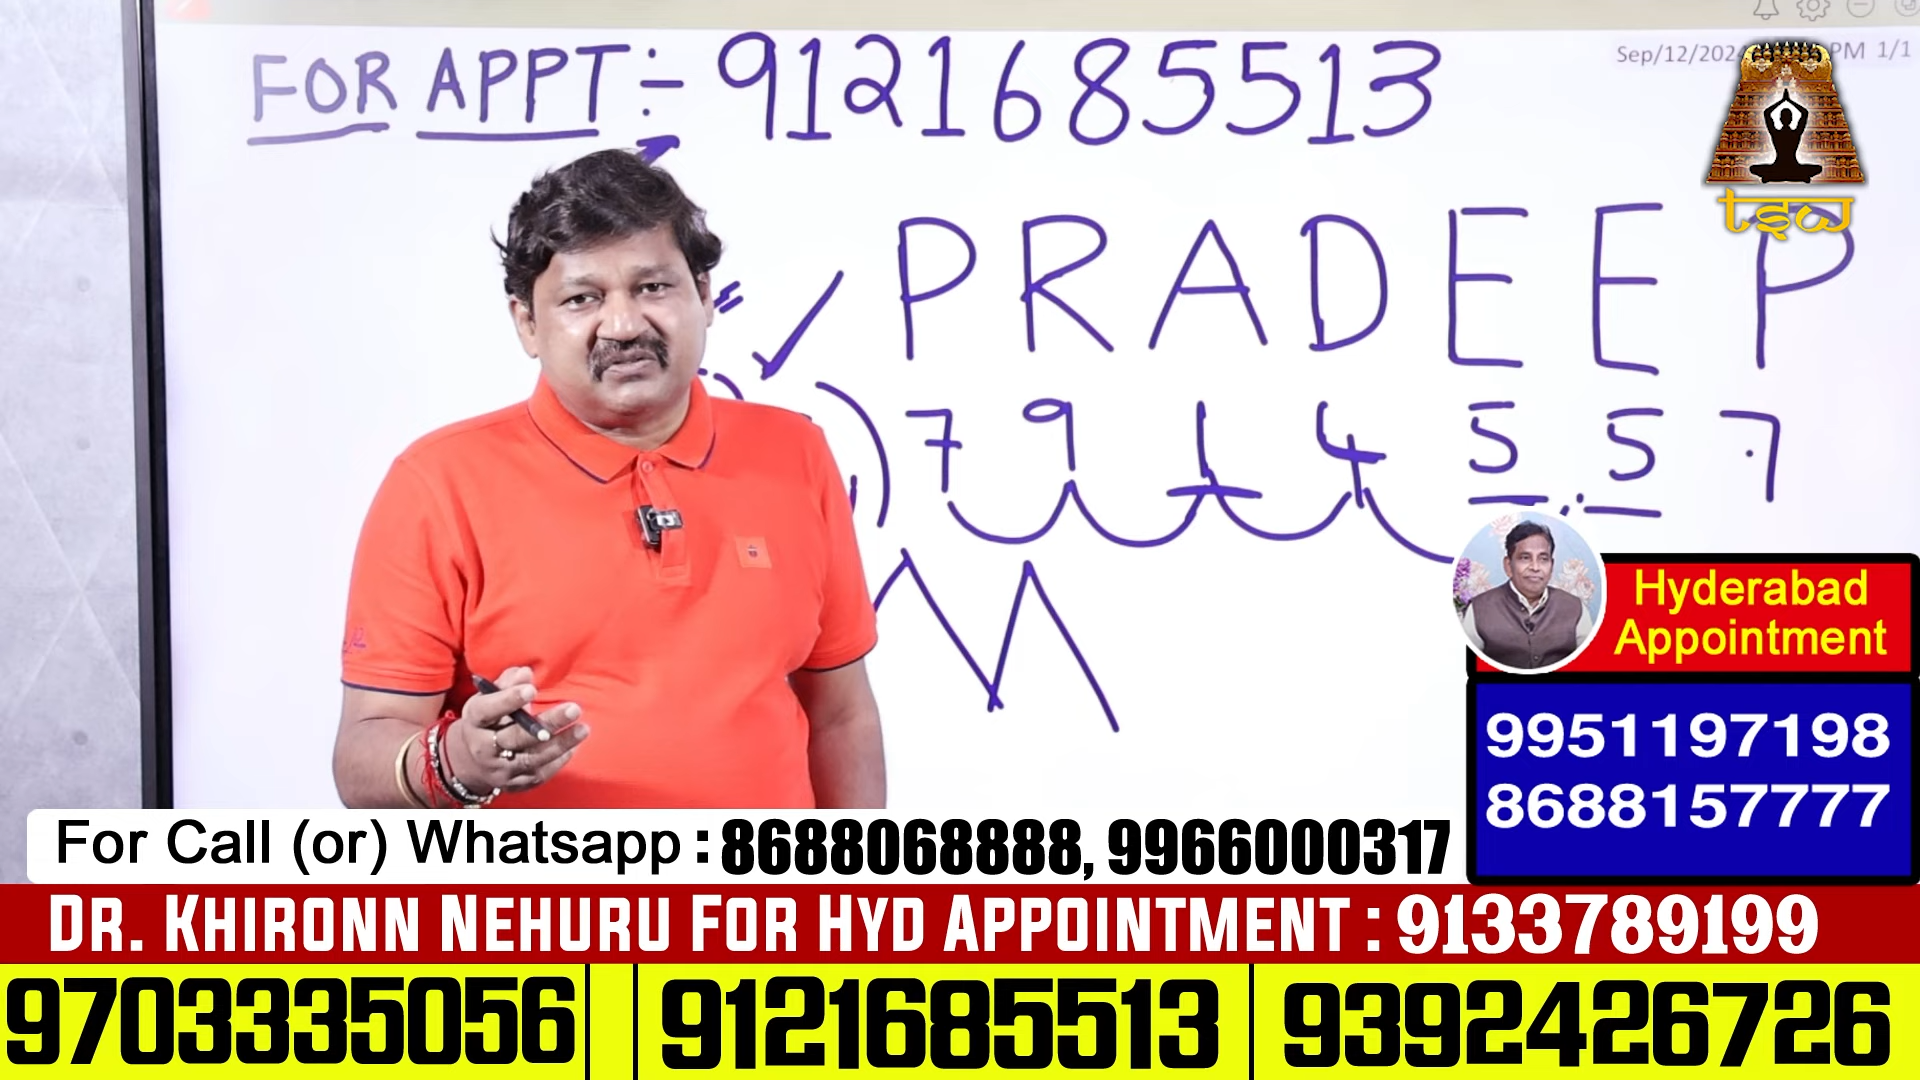 Sep/12/202 PM 1/1
FOR APPT :- 9121685513
tsw
PRADEEP
7 9 1 4 5 5 7
M
Hyderabad
Appointment
9951197198
8688157777
For Call (or) Whatsapp : 8688068888, 9966000317
DR. KHIRONN NEHURU FOR HYD APPOINTMENT : 9133789199
9703335056 9121685513 9392426726